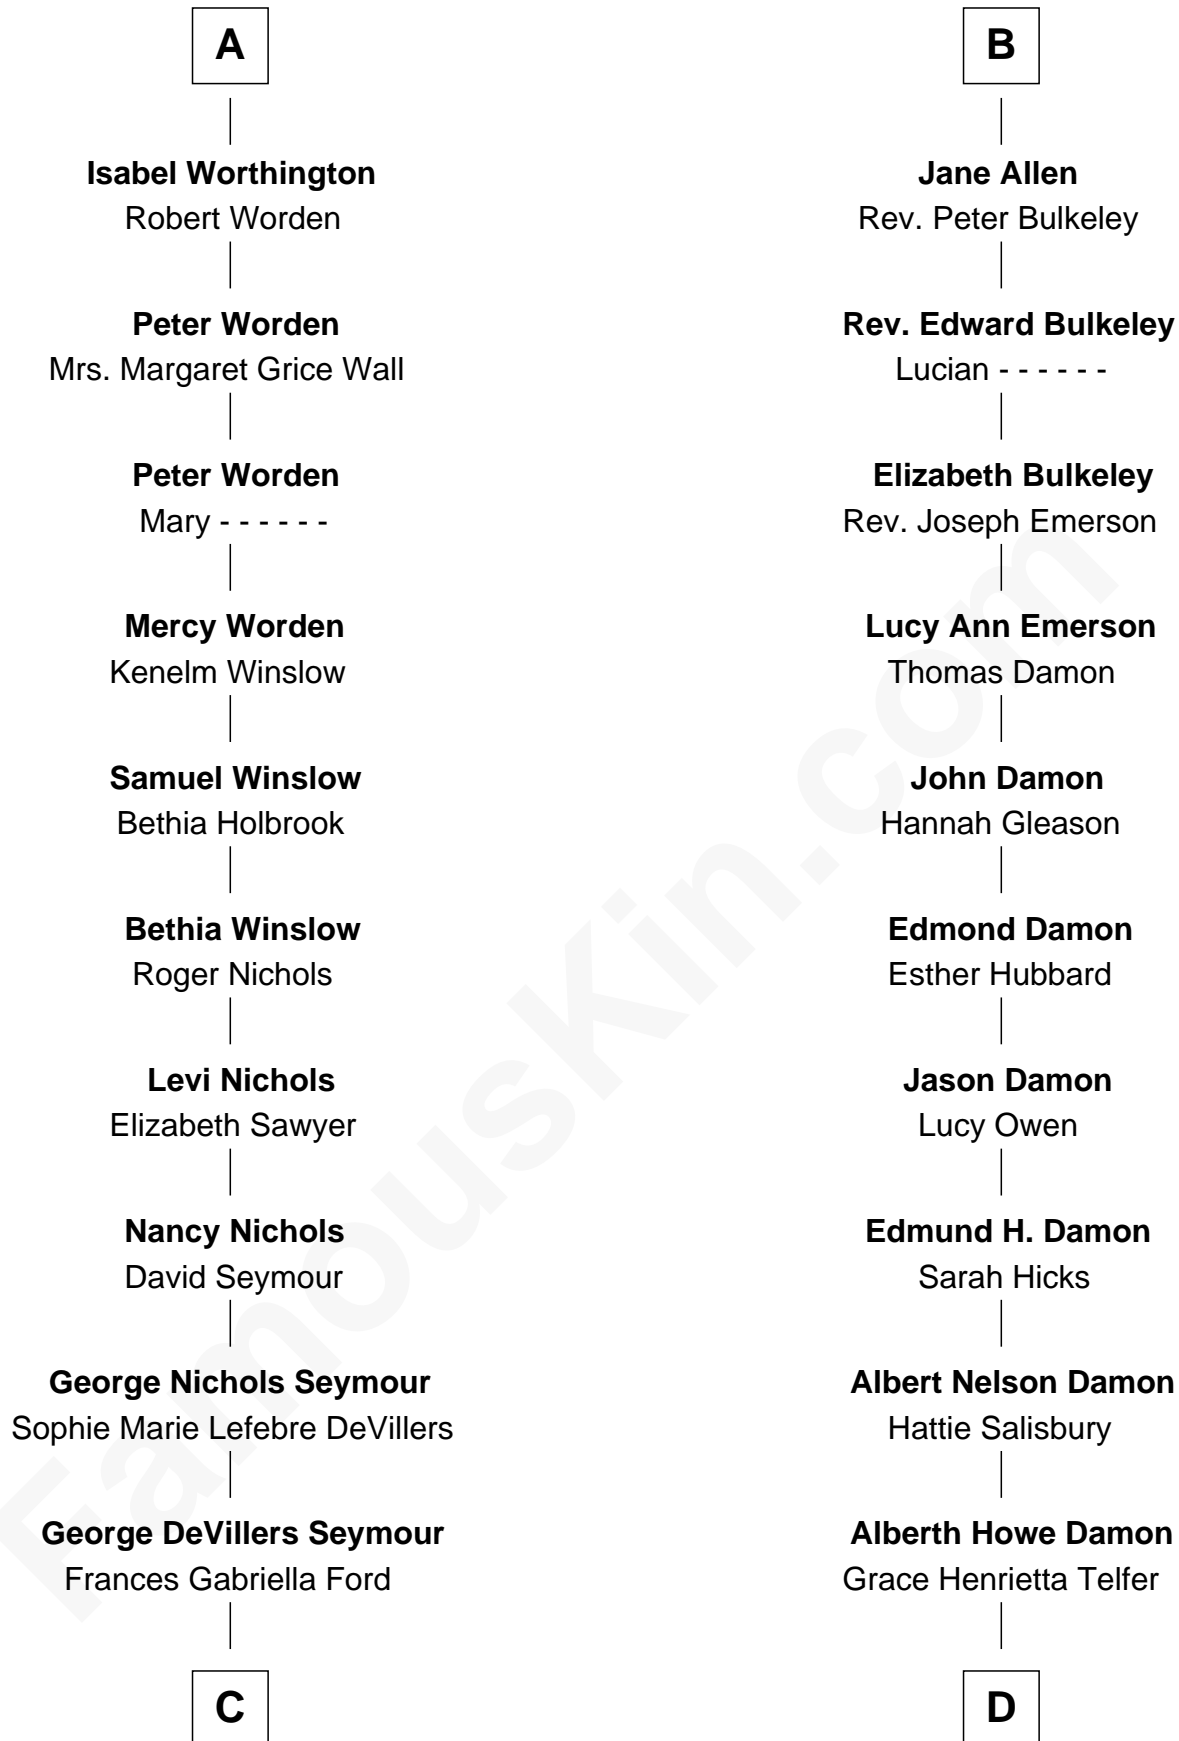 A
Isabel Worthington
Robert Worden
Peter Worden
Mrs. Margaret Grice Wall
Peter Worden
Mary - - - - - -
Mercy Worden
Kenelm Winslow
Samuel Winslow
Bethia Holbrook
Bethia Winslow
Roger Nichols
Levi Nichols
Elizabeth Sawyer
Nancy Nichols
David Seymour
George Nichols Seymour
Sophie Marie Lefebre DeVillers
George DeVillers Seymour
Frances Gabriella Ford
C
B
Jane Allen
Rev. Peter Bulkeley
Rev. Edward Bulkeley
Lucian - - - - - -
Elizabeth Bulkeley
Rev. Joseph Emerson
Lucy Ann Emerson
Thomas Damon
John Damon
Hannah Gleason
Edmond Damon
Esther Hubbard
Jason Damon
Lucy Owen
Edmund H. Damon
Sarah Hicks
Albert Nelson Damon
Hattie Salisbury
Alberth Howe Damon
Grace Henrietta Telfer
D
FamousKin.com